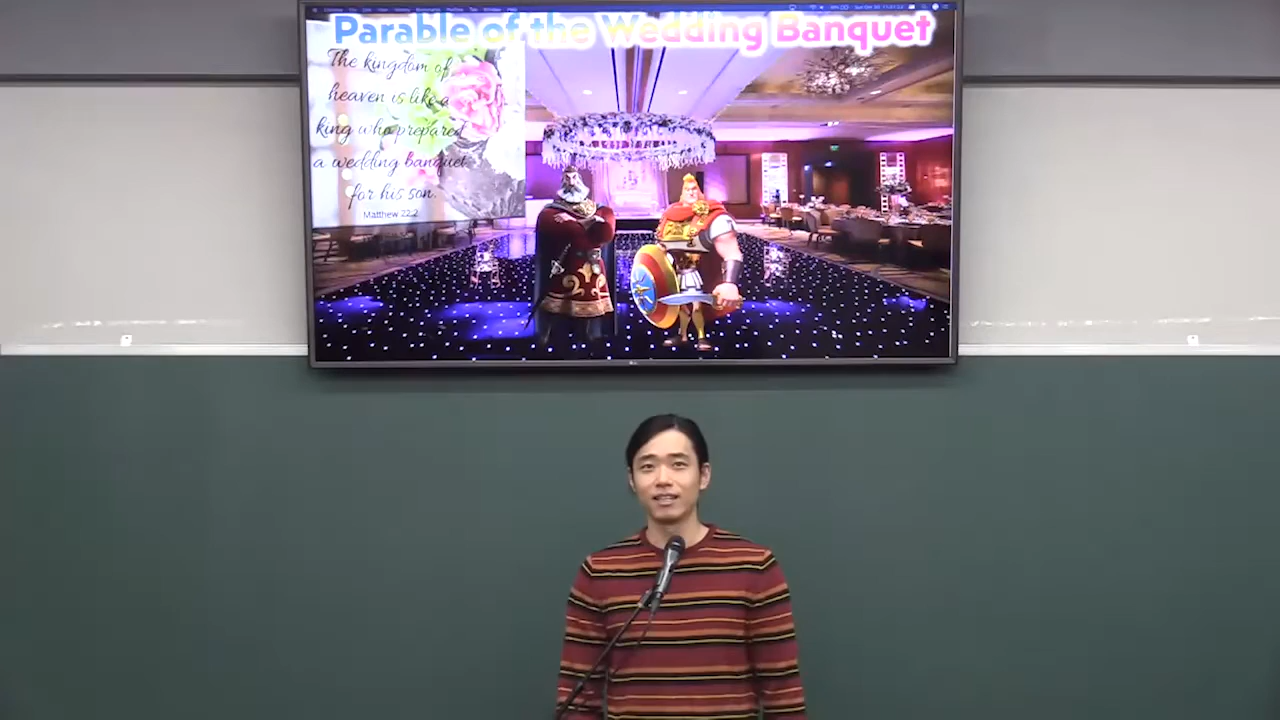 Parable of the Wedding Banquet
The kingdom of
heaven is like a
king who prepared
a wedding banquet
for his son.
Matthew 22:2